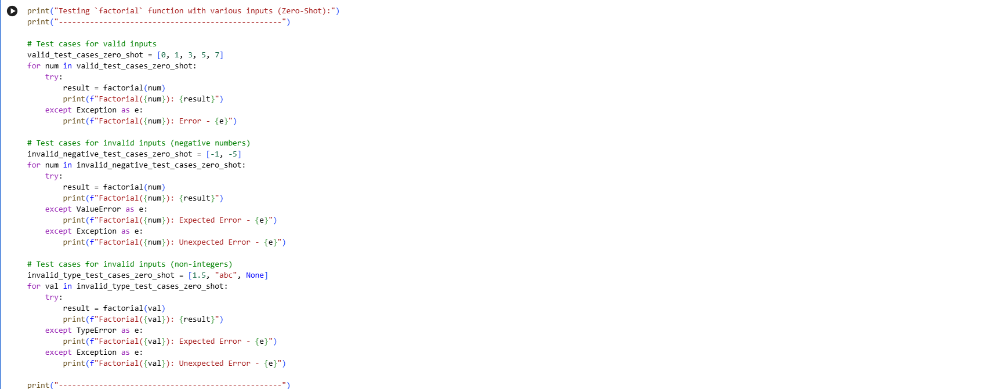 print("Testing `factorial` function with various inputs (Zero-Shot):")
print("--------------------------------------------------")
# Test cases for valid inputs
valid_test_cases_zero_shot = [0, 1, 3, 5, 7]
for num in valid_test_cases_zero_shot:
    try:
        result = factorial(num)
        print(f"Factorial({num}): {result}")
    except Exception as e:
        print(f"Factorial({num}): Error - {e}")
# Test cases for invalid inputs (negative numbers)
invalid_negative_test_cases_zero_shot = [-1, -5]
for num in invalid_negative_test_cases_zero_shot:
    try:
        result = factorial(num)
        print(f"Factorial({num}): {result}")
    except ValueError as e:
        print(f"Factorial({num}): Expected Error - {e}")
    except Exception as e:
        print(f"Factorial({num}): Unexpected Error - {e}")
# Test cases for invalid inputs (non-integers)
invalid_type_test_cases_zero_shot = [1.5, "abc", None]
for val in invalid_type_test_cases_zero_shot:
    try:
        result = factorial(val)
        print(f"Factorial({val}): {result}")
    except TypeError as e:
        print(f"Factorial({val}): Expected Error - {e}")
    except Exception as e:
        print(f"Factorial({val}): Unexpected Error - {e}")
print("--------------------------------------------------")